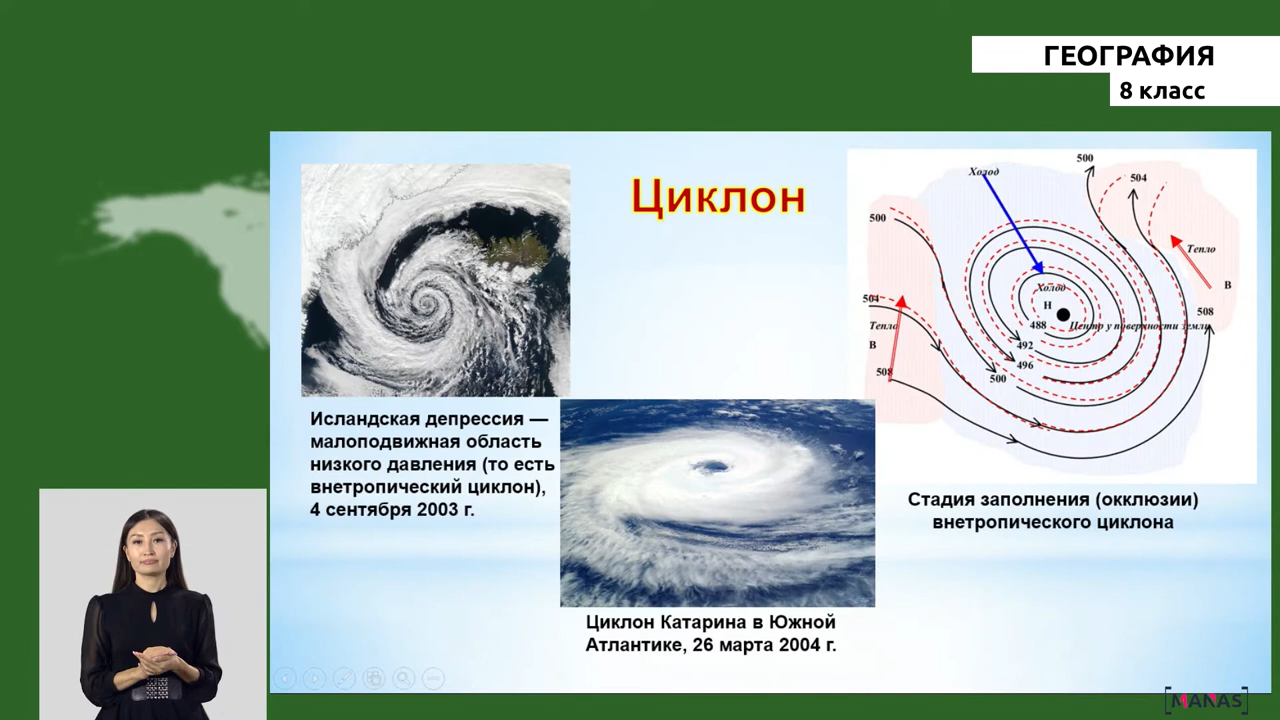 ГЕОГРАФИЯ
8 класс
Циклон
Исландская депрессия —
малоподвижная область
низкого давления (то есть
внетропический циклон),
4 сентября 2003 г.
Циклон Катарина в Южной
Атлантике, 26 марта 2004 г.
Холод
500
504
500
Тепло
В
Холод
Н
504
508
488
Центр у поверхности земли
Тепло
В
492
496
508
500
Стадия заполнения (окклюзии)
внетропического циклона
MANAS